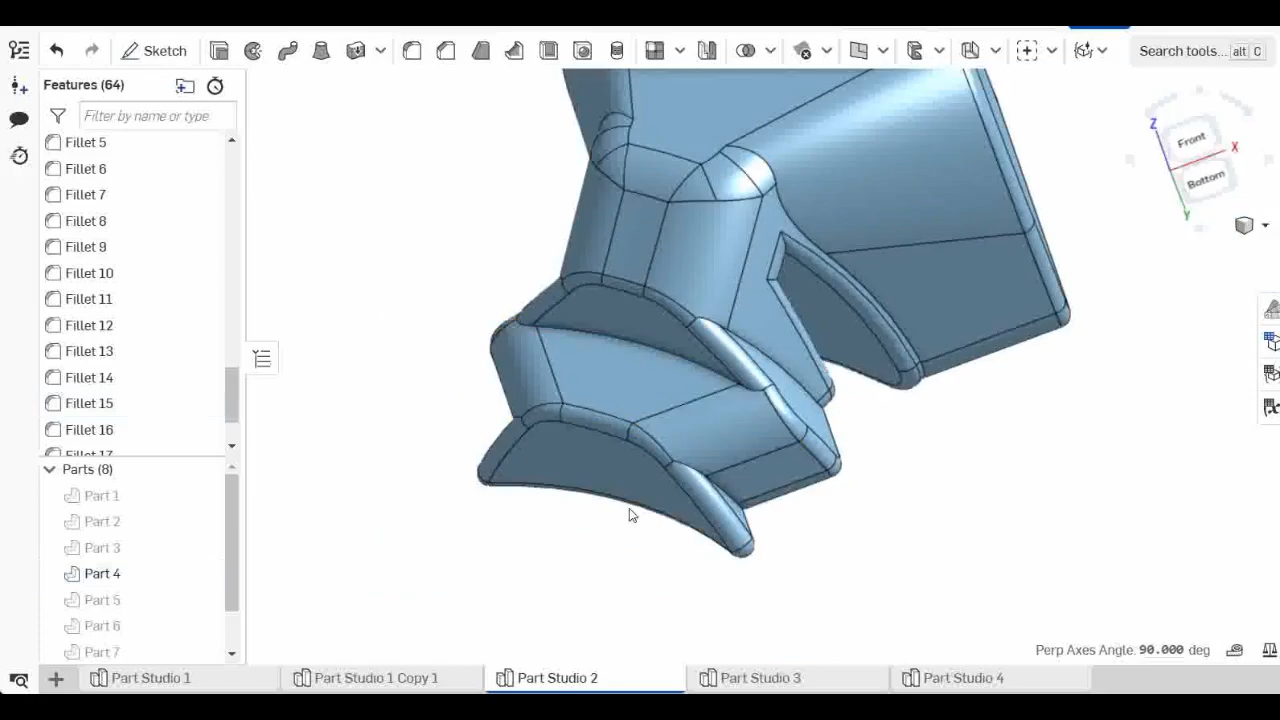 Sketch
Search tools... alt C
Features (64)
Filter by name or type
Fillet 5
Fillet 6
Fillet 7
Fillet 8
Fillet 9
Fillet 10
Fillet 11
Fillet 12
Fillet 13
Fillet 14
Fillet 15
Fillet 16
Fillet 17
Parts (8)
Part 1
Part 2
Part 3
Part 4
Part 5
Part 6
Part 7
Z
Front
X
Bottom
Y
Perp Axes Angle: 90.000 deg
Part Studio 1
Part Studio 1 Copy 1
Part Studio 2
Part Studio 3
Part Studio 4